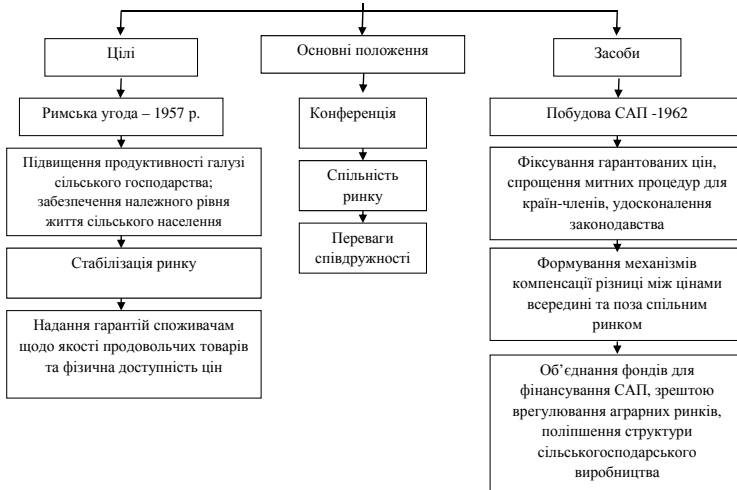 Цілі
Римська угода – 1957 р.
Підвищення продуктивності галузі
сільського господарства;
забезпечення належного рівня
життя сільського населення
Стабілізація ринку
Надання гарантій споживачам
щодо якості продовольчих товарів
та фізична доступність цін
Основні положення
Конференція
Спільність
ринку
Переваги
співдружності
Засоби
Побудова САП -1962
Фіксування гарантованих цін,
спрощення митних процедур для
країн-членів, удосконалення
законодавства
Формування механізмів
компенсації різниці між цінами
всередині та поза спільним
ринком
Об’єднання фондів для
фінансування САП, зрештою
врегулювання аграрних ринків,
поліпшення структури
сільськогосподарського
виробництва